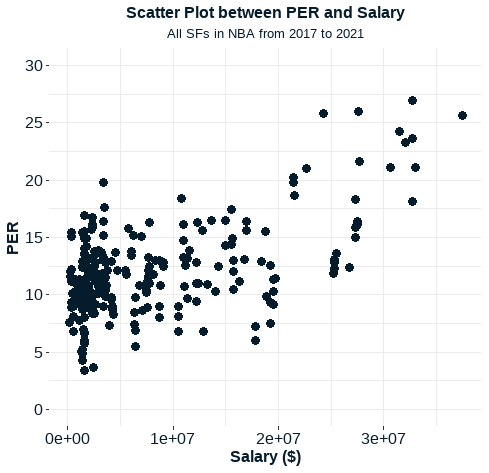 Scatter Plot between PER and Salary
All SFs in NBA from 2017 to 2021
PER
30
25
20
15
10
5
0
0e+00 1e+07 2e+07 3e+07
Salary ($)